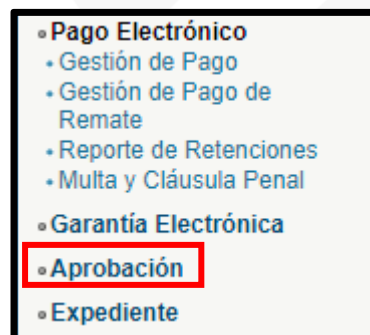 Pago Electrónico
Gestión de Pago
Gestión de Pago de
Remate
Reporte de Retenciones
Multa y Cláusula Penal
Garantía Electrónica
Aprobación
Expediente